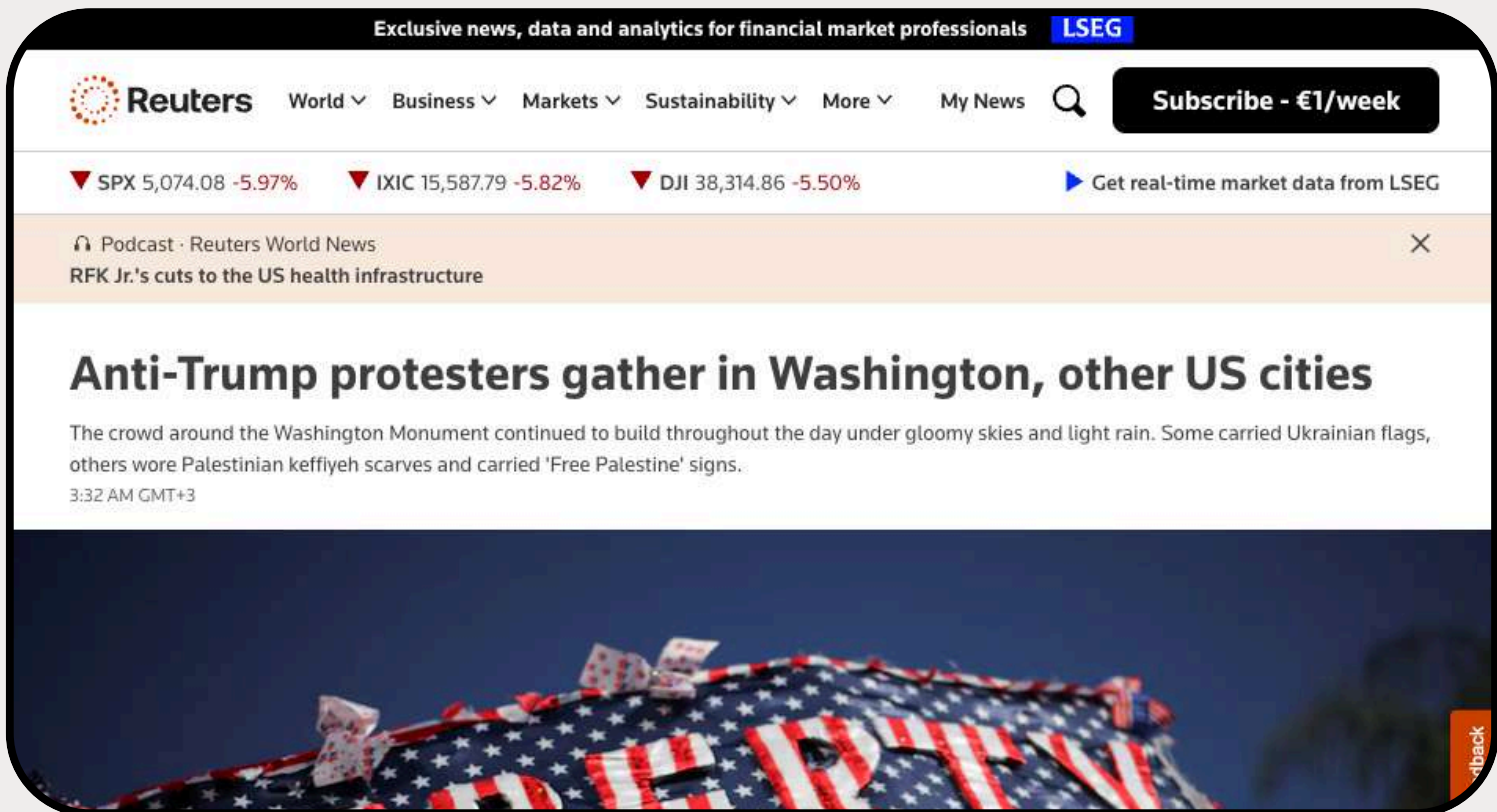 Exclusive news, data and analytics for financial market professionals LSEG
Reuters World Business Markets Sustainability More My News Subscribe - €1/week
SPX 5,074.08 -5.97% IXIC 15,587.79 -5.82% DJI 38,314.86 -5.50% Get real-time market data from LSEG
Podcast · Reuters World News
RFK Jr.'s cuts to the US health infrastructure
Anti-Trump protesters gather in Washington, other US cities
The crowd around the Washington Monument continued to build throughout the day under gloomy skies and light rain. Some carried Ukrainian flags,
others wore Palestinian keffiyeh scarves and carried 'Free Palestine' signs.
3:32 AM GMT+3